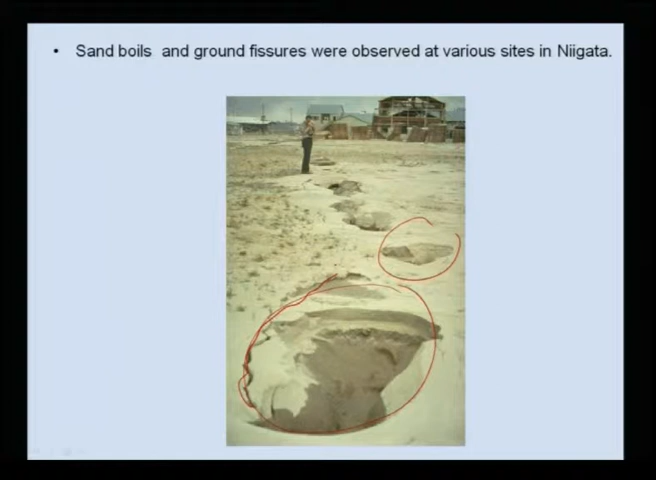 • Sand boils and ground fissures were observed at various sites in Niigata.